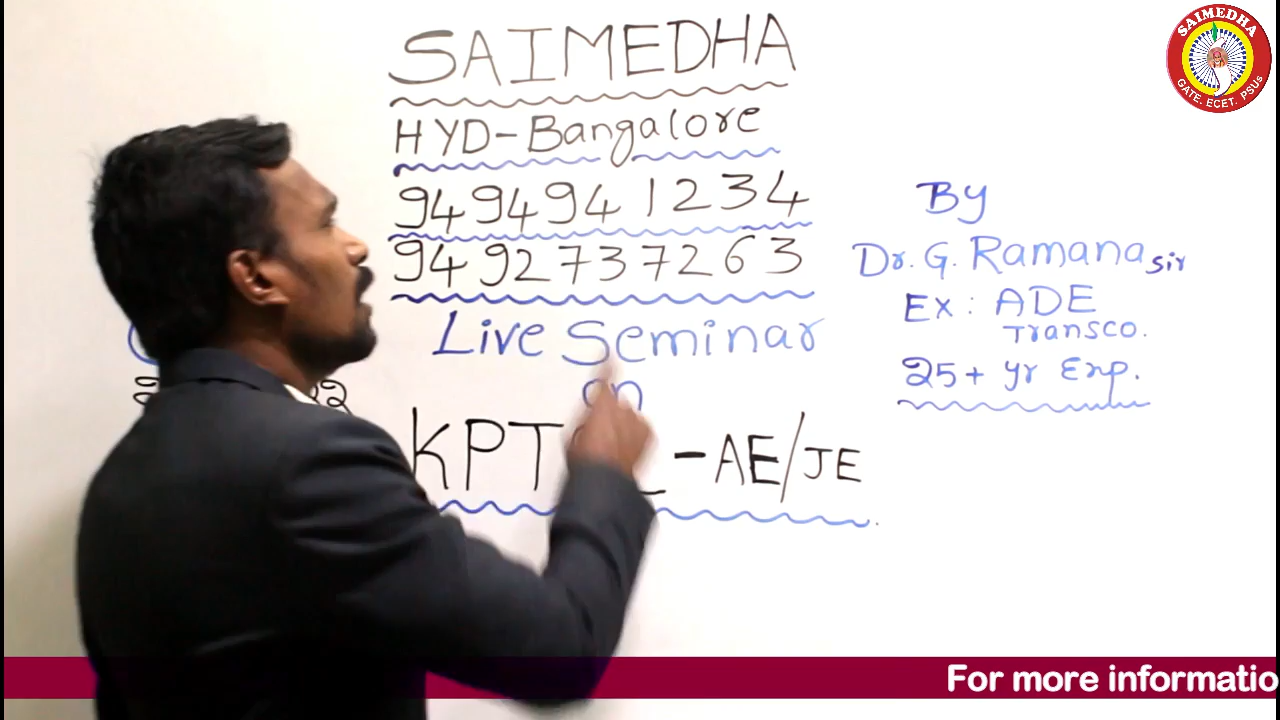 SAIMEDHA
HYD-Bangalore
9494941234
9492737263
Live Seminar
on
- AE/JE
By
Dr. G. Ramana sir
EX: ADE
Transco.
25+ yr Exp.
SAIMEDHA
GATE. ECET. PSUs
For more informatio